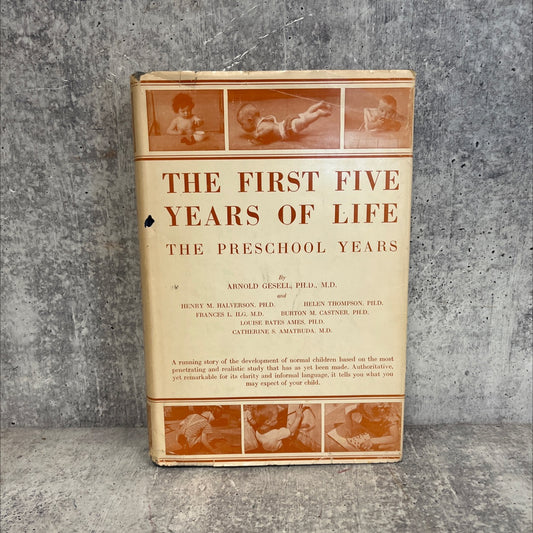 THE FIRST FIVE
YEARS OF LIFE
THE PRESCHOOL YEARS
By
ARNOLD GESELL, PH.D., M.D.
and
HENRY M. HALVERSON, PH.D. HELEN THOMPSON, PH.D.
FRANCES L. ILG, M.D. BURTON M. CASTNER, PH.D.
LOUISE BATES AMES, PH.D.
CATHERINE S. AMATRUDA, M.D.
A running story of the development of normal children based on the most
penetrating and realistic study that has as yet been made. Authoritative,
yet remarkable for its clarity and informal language, it tells you what you
may expect of your child.